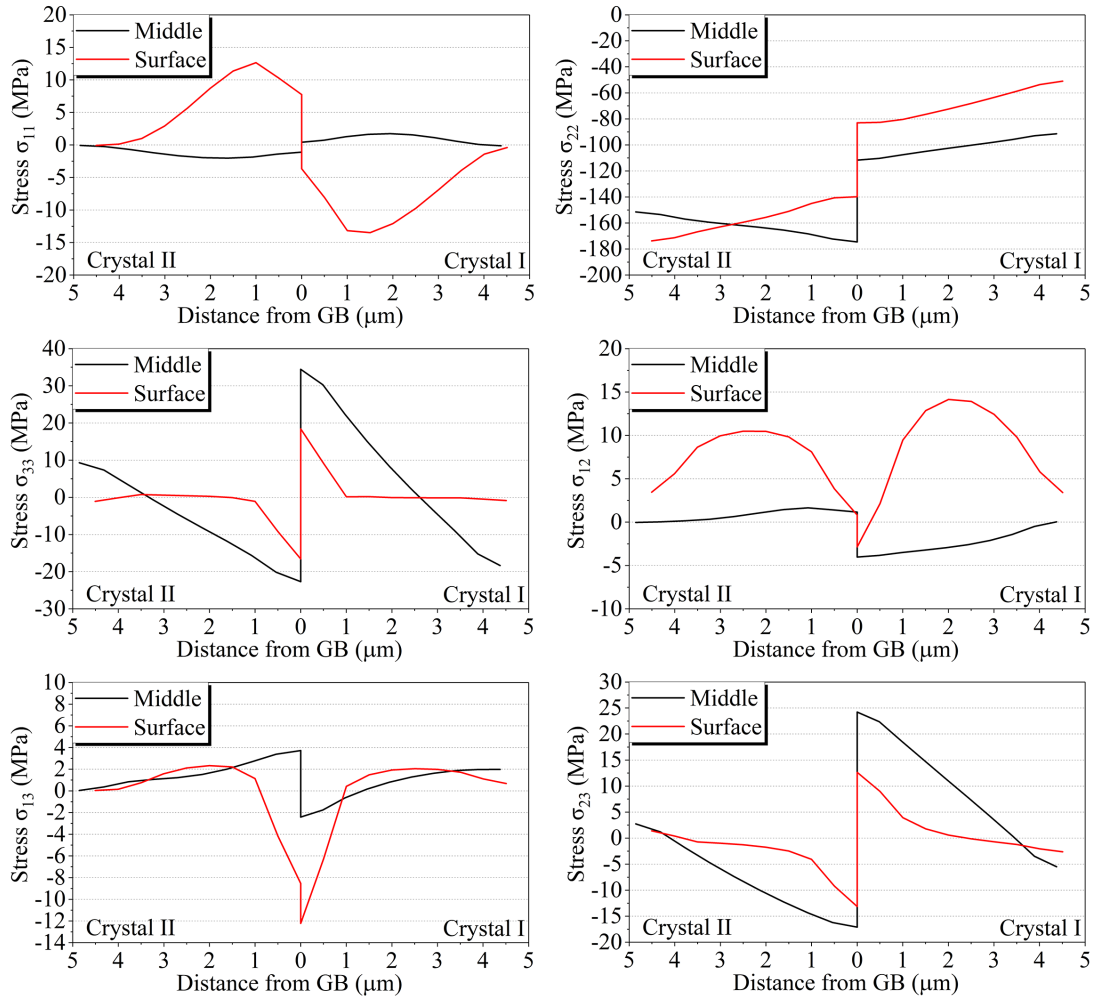 Stress σ11 (MPa)
20
15
10
5
0
-5
-10
-15
-20
Middle
Surface
Crystal II
Crystal I
5 4 3 2 1 0 1 2 3 4 5
Distance from GB (μm)
Stress σ22 (MPa)
0
-20
-40
-60
-80
-100
-120
-140
-160
-180
-200
Middle
Surface
Crystal II
Crystal I
5 4 3 2 1 0 1 2 3 4 5
Distance from GB (μm)
Stress σ33 (MPa)
40
30
20
10
0
-10
-20
-30
Middle
Surface
Crystal II
Crystal I
5 4 3 2 1 0 1 2 3 4 5
Distance from GB (μm)
Stress σ12 (MPa)
20
15
10
5
0
-5
-10
Middle
Surface
Crystal II
Crystal I
5 4 3 2 1 0 1 2 3 4 5
Distance from GB (μm)
Stress σ13 (MPa)
10
8
6
4
2
0
-2
-4
-6
-8
-10
-12
-14
Middle
Surface
Crystal II
Crystal I
5 4 3 2 1 0 1 2 3 4 5
Distance from GB (μm)
Stress σ23 (MPa)
30
25
20
15
10
5
0
-5
-10
-15
-20
Middle
Surface
Crystal II
Crystal I
5 4 3 2 1 0 1 2 3 4 5
Distance from GB (μm)